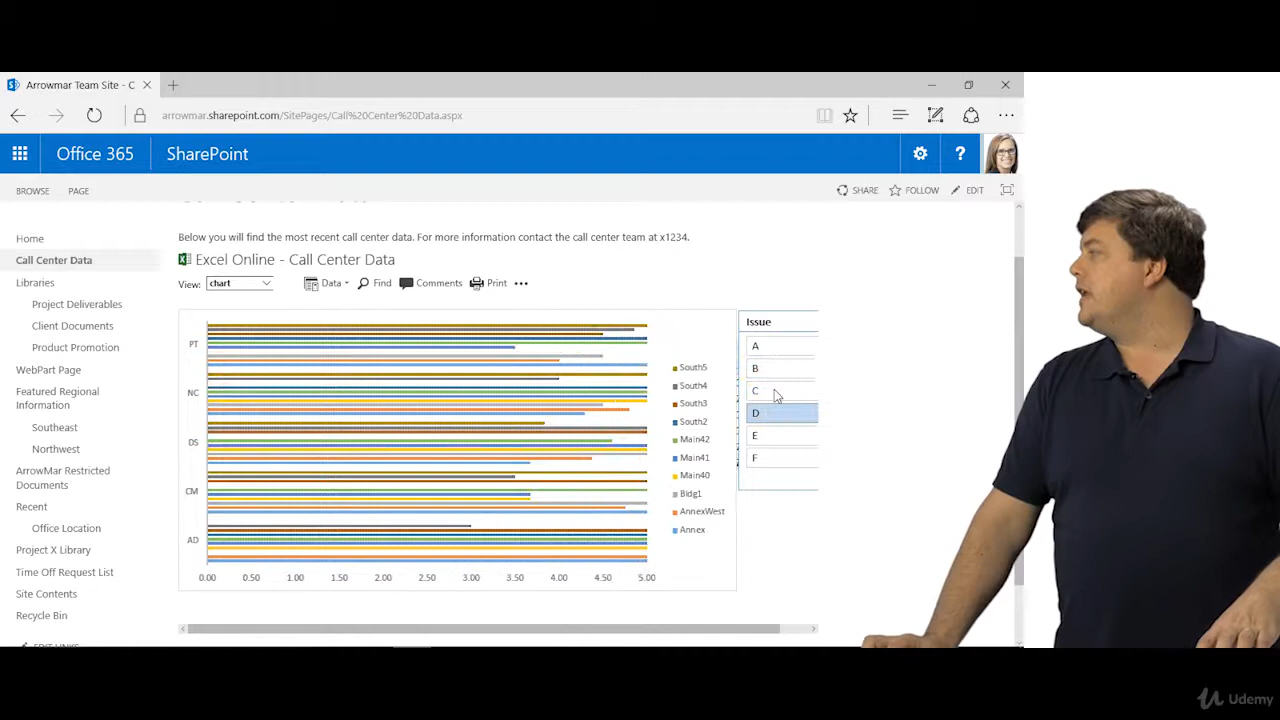 Arrowmar Team Site - C
arrowmar.sharepoint.com/SitePages/Call%20Center%20Data.aspx
Office 365 SharePoint ?
BROWSE PAGE SHARE FOLLOW EDIT
Below you will find the most recent call center data. For more information contact the call center team at x1234.
Home
Call Center Data
Libraries
Project Deliverables
Client Documents
Product Promotion
WebPart Page
Featured Regional
Information
Southeast
Northwest
ArrowMar Restricted
Documents
Recent
Office Location
Project X Library
Time Off Request List
Site Contents
Recycle Bin
EDIT LINKS
Excel Online - Call Center Data
View: chart Data Find Comments Print
PT
NC
DS
CM
AD
0.00 0.50 1.00 1.50 2.00 2.50 3.00 3.50 4.00 4.50 5.00
South5
South4
South3
South2
Main42
Main41
Main40
Bldg1
AnnexWest
Annex
Issue
A
B
C
D
E
F
Udemy